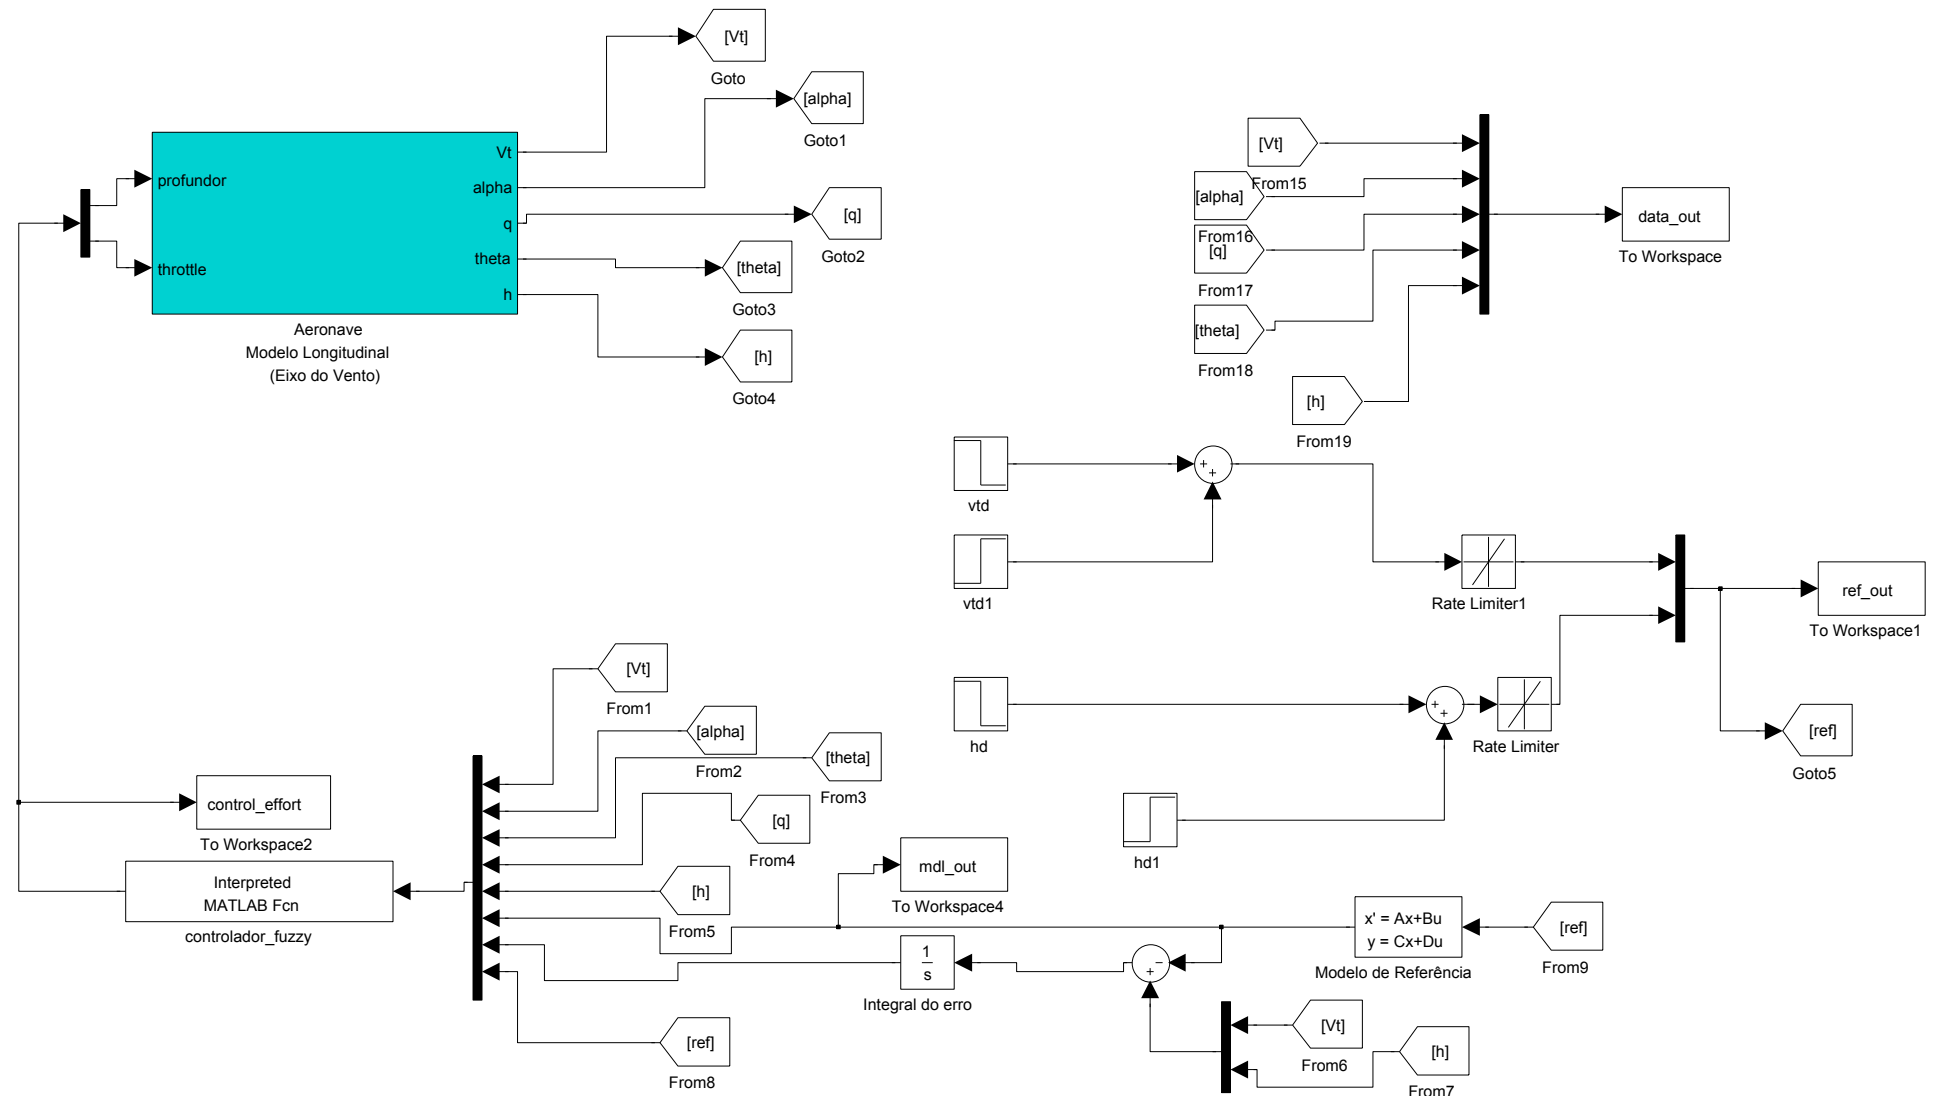 [Vt]
Goto
[alpha]
Goto1
Vt
profundor
alpha
[q]
q
Goto2
theta
[theta]
throttle
h
Goto3
Aeronave
Modelo Longitudinal
(Eixo do Vento)
[h]
Goto4
[Vt]
From15
[alpha]
From16
[q]
From17
[theta]
From18
[h]
From19
data_out
To Workspace
+
+
vtd
vtd1
Rate Limiter1
ref_out
To Workspace1
+
+
hd
Rate Limiter
[ref]
Goto5
hd1
[Vt]
From1
[alpha]
From2
[theta]
From3
[q]
From4
control_effort
To Workspace2
Interpreted
MATLAB Fcn
controlador_fuzzy
[h]
From5
mdl_out
To Workspace4
x' = Ax+Bu
y = Cx+Du
Modelo de Referência
[ref]
From9
1
s
Integral do erro
−
+
[Vt]
From6
[h]
From7
[ref]
From8